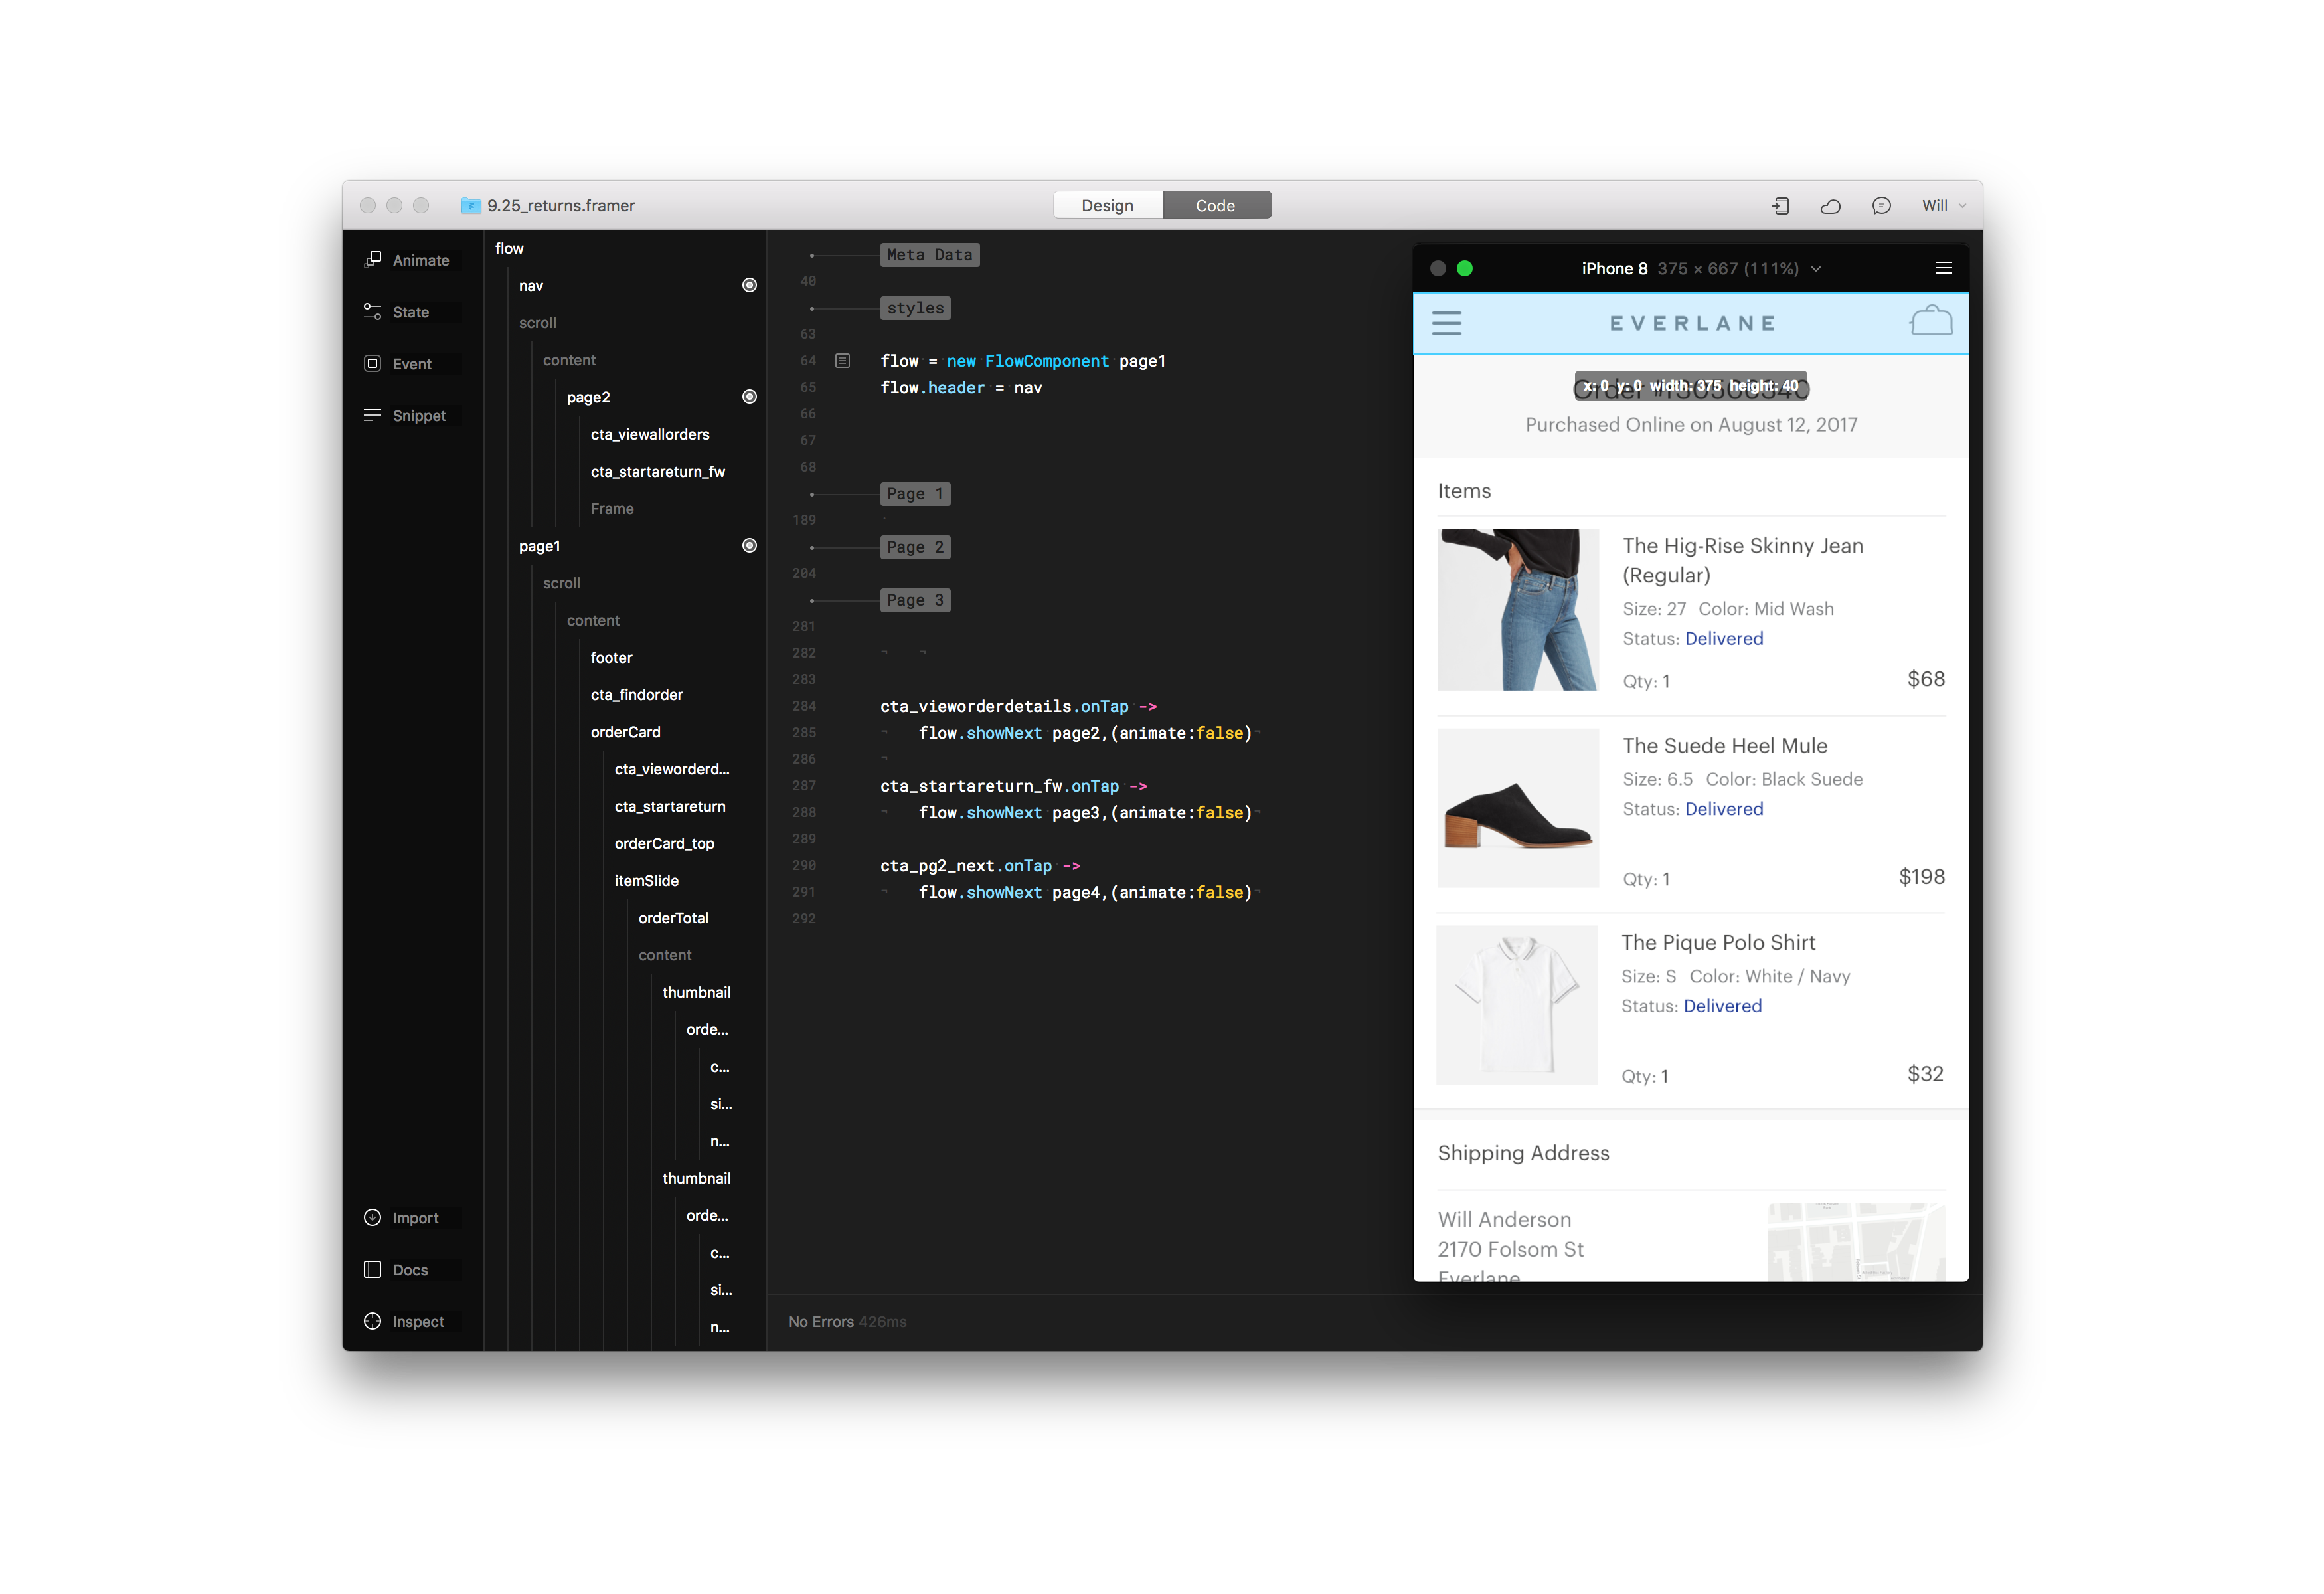 9.25_returns.framer
Design
Code
Will
Animate
State
Event
Snippet
Import
Docs
Inspect
flow
nav
scroll
content
page2
cta_viewallorders
cta_startareturn_fw
Frame
page1
scroll
content
footer
cta_findorder
orderCard
cta_vieworderd...
cta_startareturn
orderCard_top
itemSlide
orderTotal
content
thumbnail
orde...
c...
si...
n...
thumbnail
orde...
c...
si...
n...
Meta Data
40
styles
63
64 flow = new FlowComponent page1
65 flow.header = nav
66
67
68
Page 1
189
Page 2
204
Page 3
281
282
283
284 cta_vieworderdetails.onTap ->
285 flow.showNext page2,(animate:false)
286
287 cta_startareturn_fw.onTap ->
288 flow.showNext page3,(animate:false)
289
290 cta_pg2_next.onTap ->
291 flow.showNext page4,(animate:false)
292
No Errors 426ms
iPhone 8 375 × 667 (111%)
EVERLANE
x: 0 y: 0 width: 375 height: 40
Purchased Online on August 12, 2017
Items
The Hig-Rise Skinny Jean
(Regular)
Size: 27 Color: Mid Wash
Status: Delivered
Qty: 1
$68
The Suede Heel Mule
Size: 6.5 Color: Black Suede
Status: Delivered
Qty: 1
$198
The Pique Polo Shirt
Size: S Color: White / Navy
Status: Delivered
Qty: 1
$32
Shipping Address
Will Anderson
2170 Folsom St
Everlane